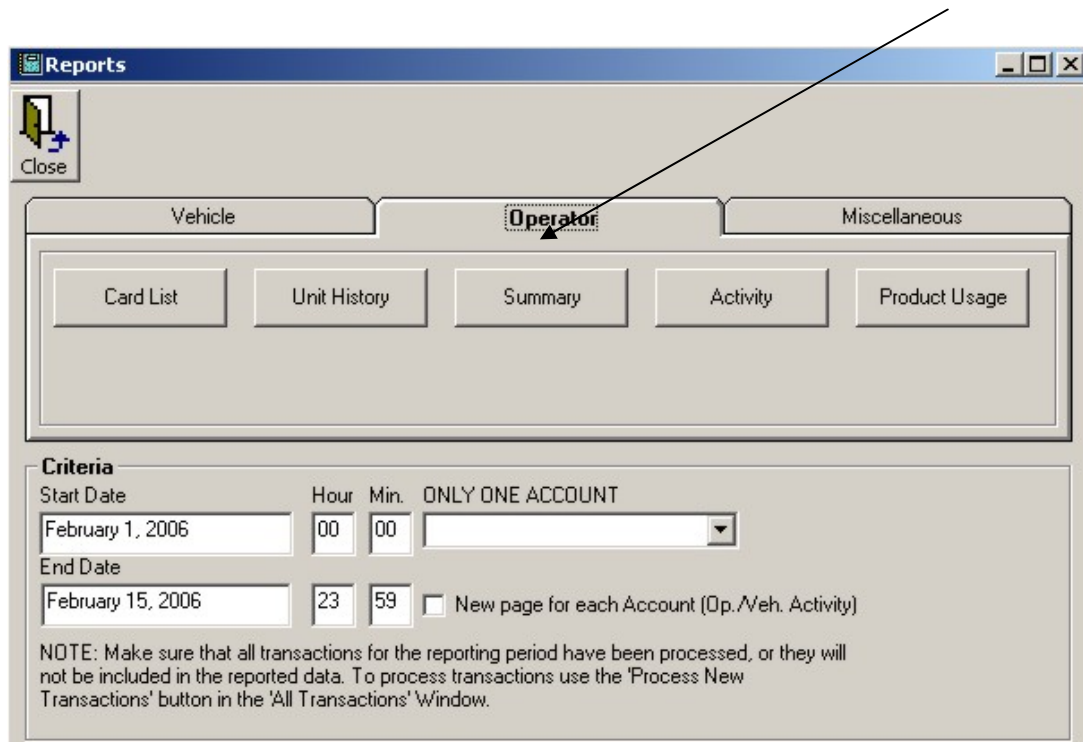 Reports
Close
Vehicle Operator Miscellaneous
Card List Unit History Summary Activity Product Usage
Criteria
Start Date Hour Min. ONLY ONE ACCOUNT
February 1, 2006 00 00
End Date
February 15, 2006 23 59 New page for each Account (Op./Veh. Activity)
NOTE: Make sure that all transactions for the reporting period have been processed, or they will
not be included in the reported data. To process transactions use the 'Process New
Transactions' button in the 'All Transactions' Window.